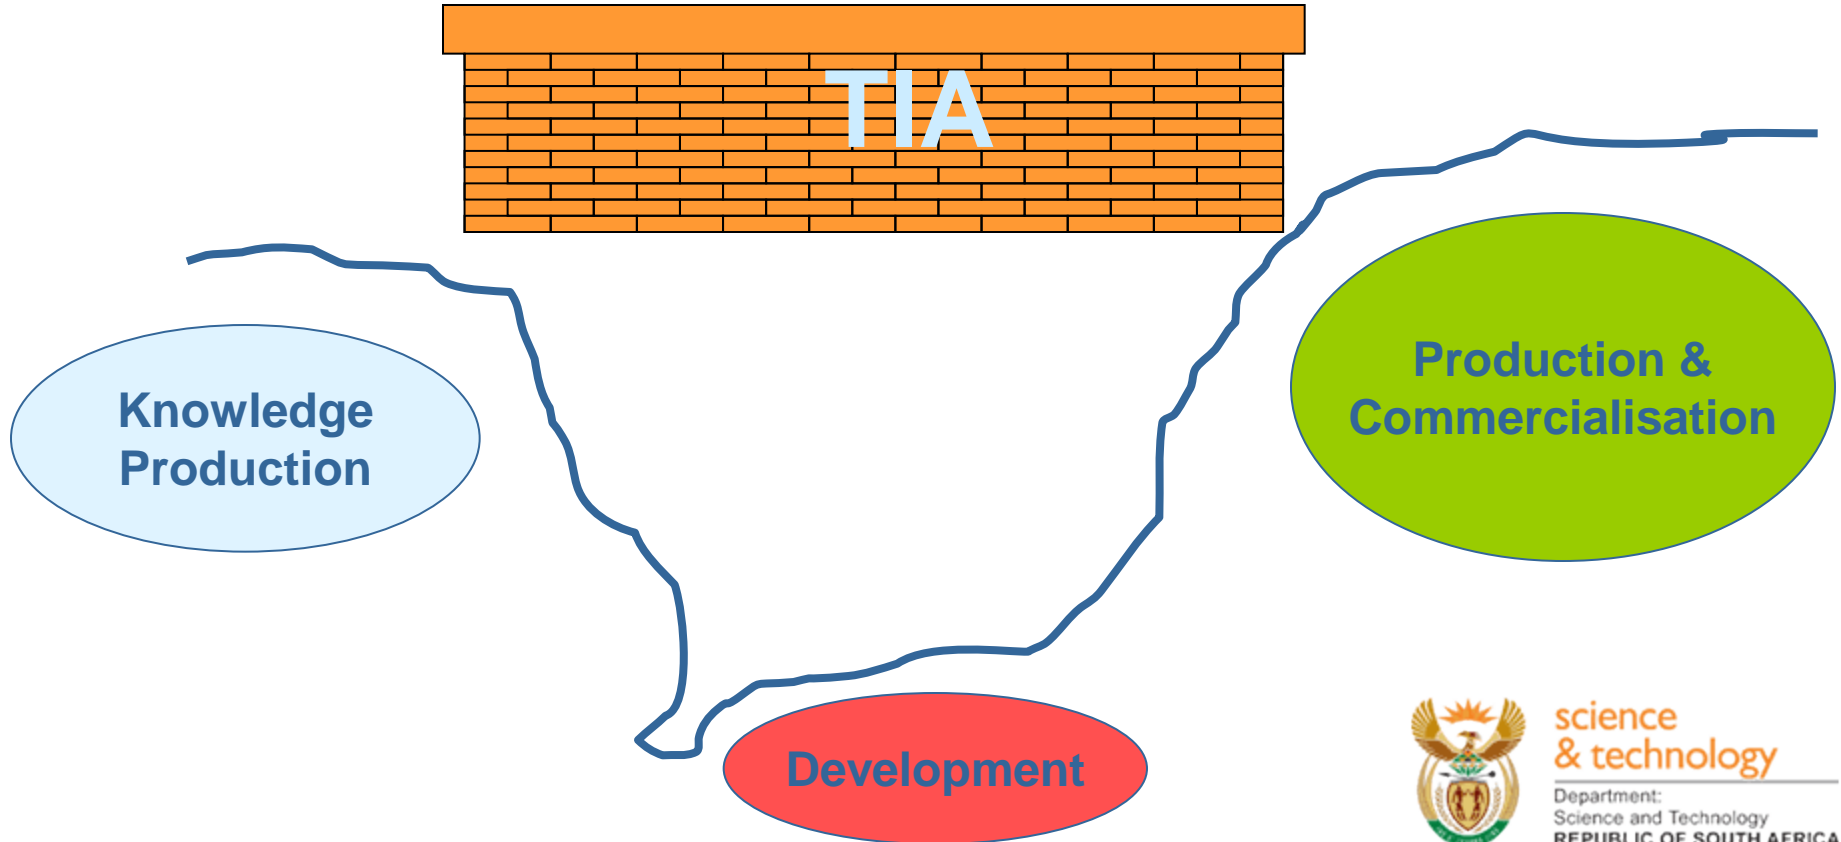 TIA
Knowledge
Production
Production &
Commercialisation
Development
science
& technology
Department:
Science and Technology
REPUBLIC OF SOUTH AFRICA